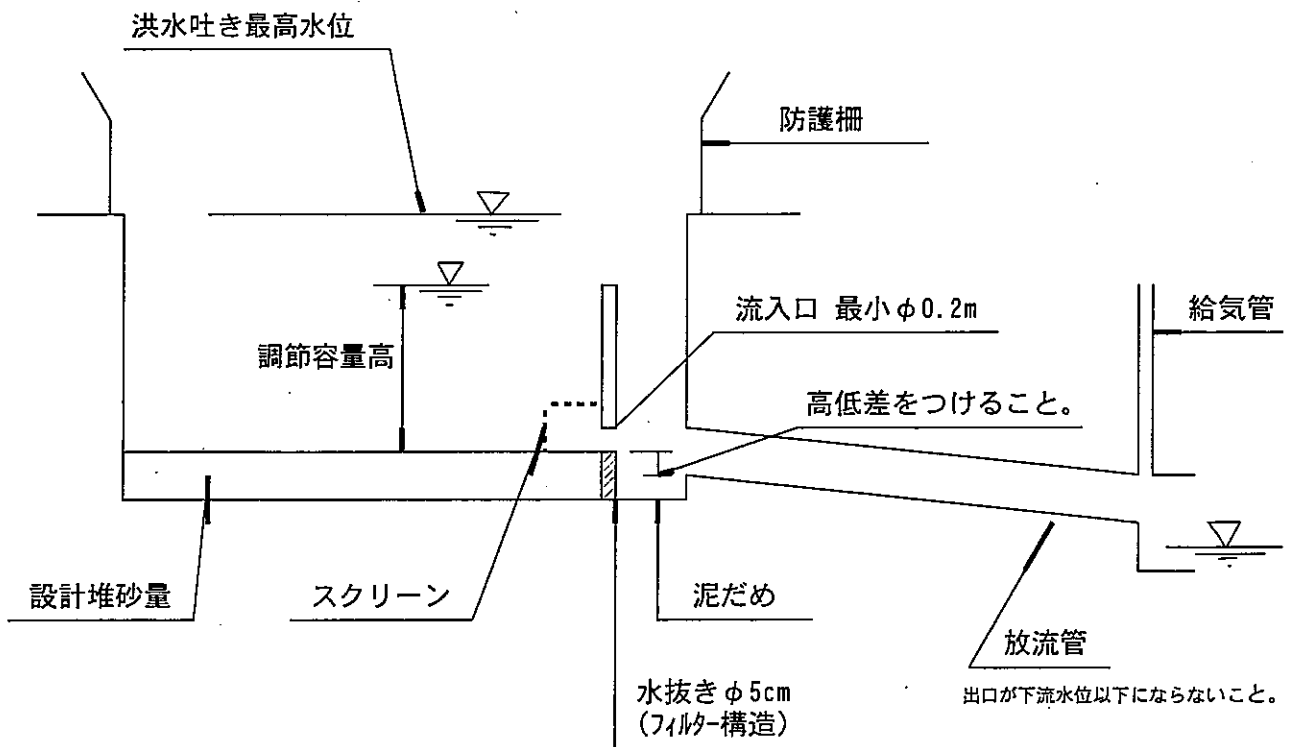 洪水吐き最高水位
防護柵
流入口 最小φ0.2m
給気管
調節容量高
高低差をつけること。
設計堆砂量
スクリーン
泥だめ
放流管
出口が下流水位以下にならないこと。
水抜きφ5cm
(フィルター構造)